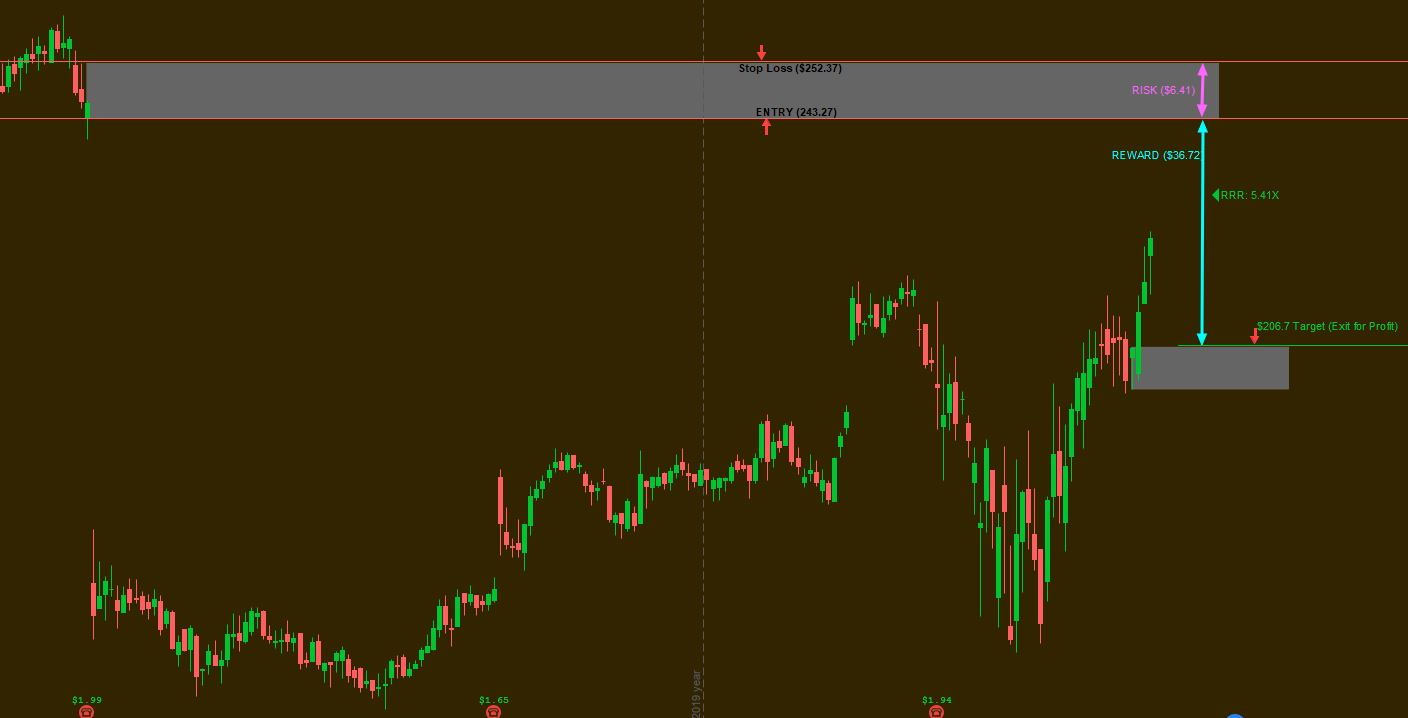 Stop Loss ($252.37)
RISK ($6.41)
ENTRY (243.27)
REWARD ($36.72)
RRR: 5.41X
$206.7 Target (Exit for Profit)
2019 year
$1.99
$1.65
$1.94